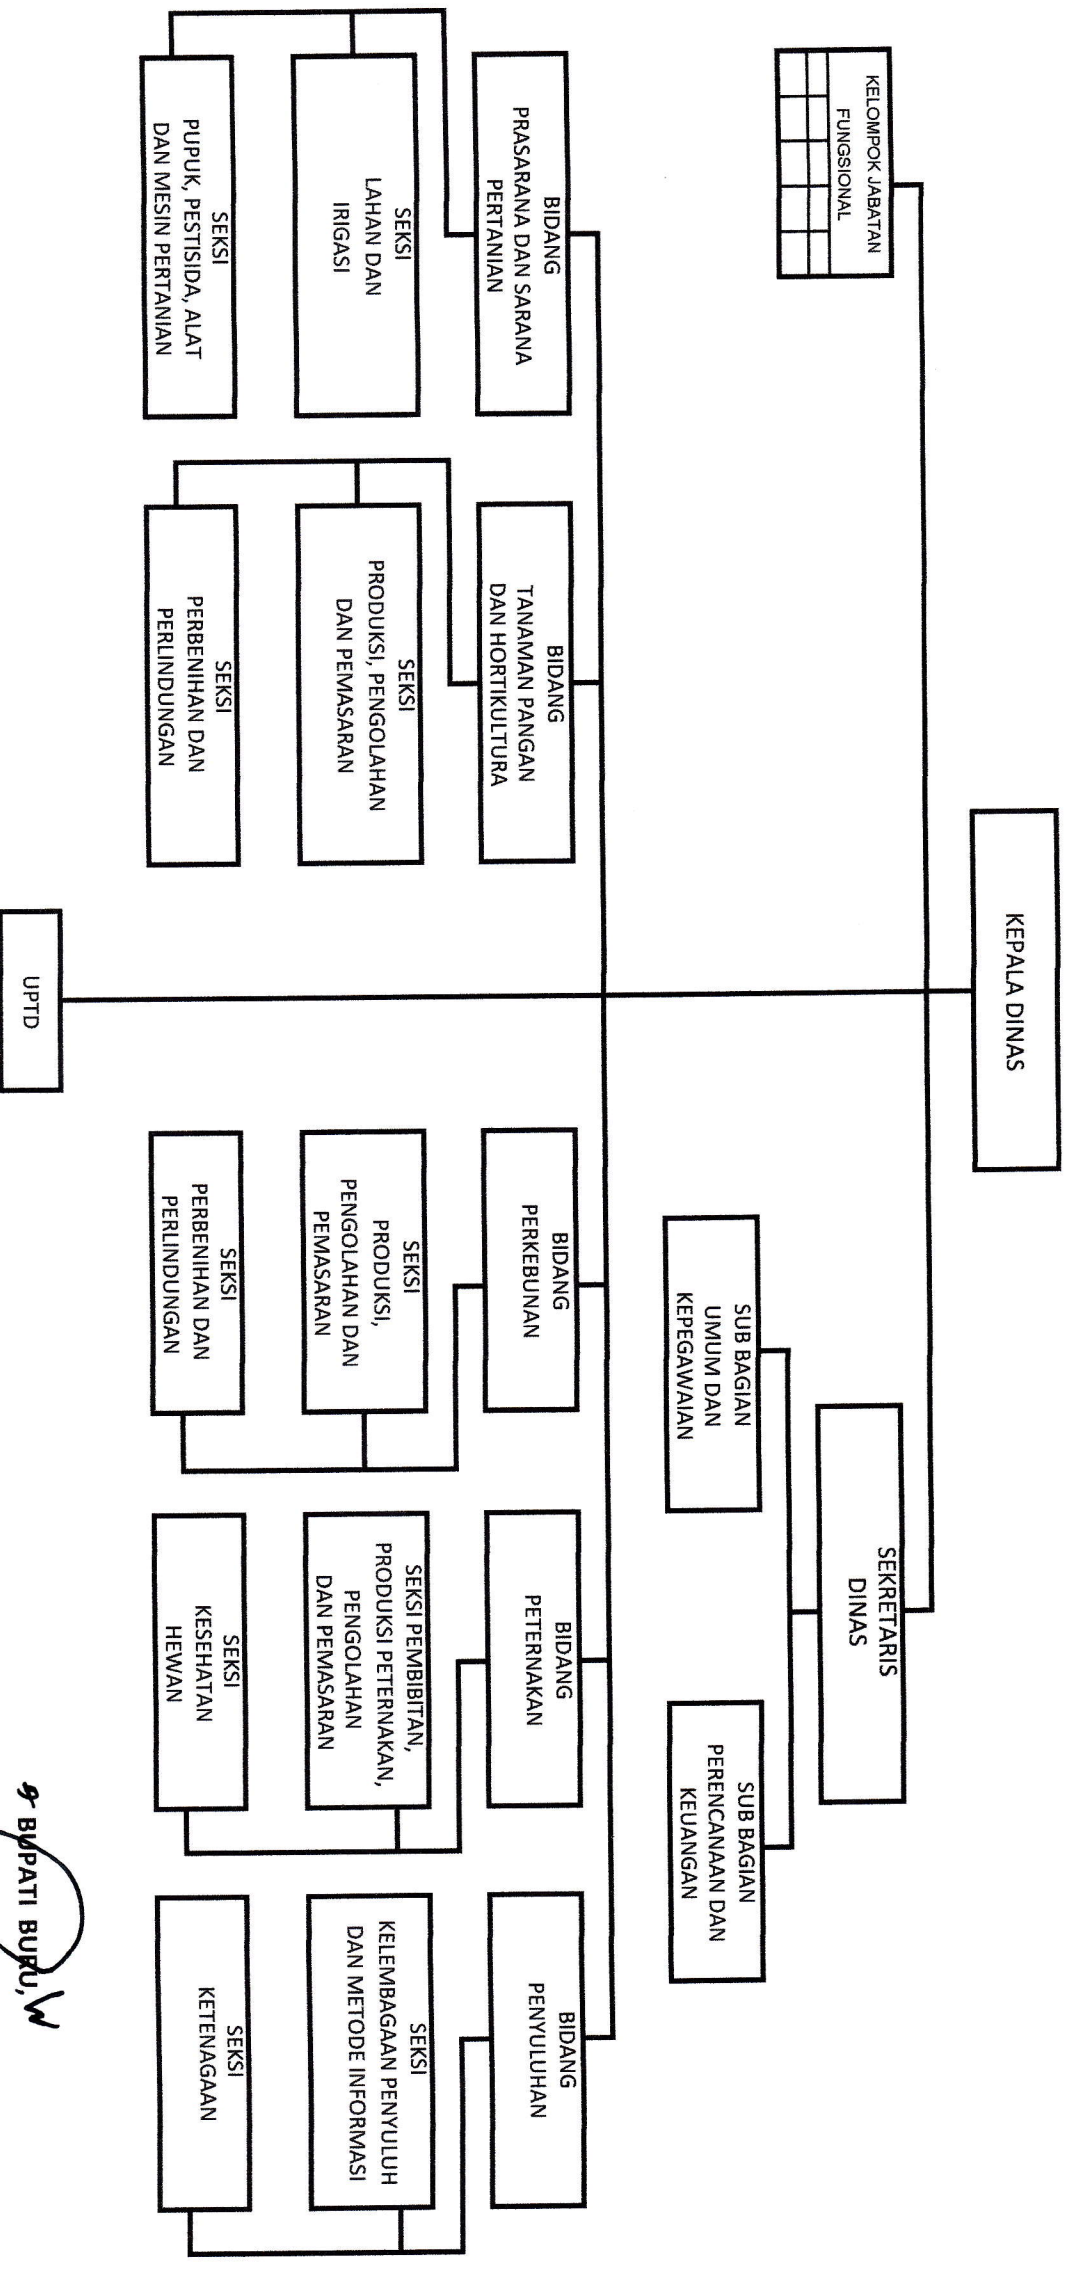 KEPALA DINAS
KELOMPOK JABATAN
FUNGSIONAL
SEKRETARIS
DINAS
SUB BAGIAN
UMUM DAN
KEPEGAWAIAN
SUB BAGIAN
PERENCANAAN DAN
KEUANGAN
BIDANG
PRASARANA DAN SARANA
PERTANIAN
BIDANG
TANAMAN PANGAN
DAN HORTIKULTURA
BIDANG
PERKEBUNAN
BIDANG
PETERNAKAN
BIDANG
PENYULUHAN
SEKSI
LAHAN DAN
IRIGASI
SEKSI
PRODUKSI, PENGOLAHAN
DAN PEMASARAN
SEKSI
PRODUKSI,
PENGOLAHAN DAN
PEMASARAN
SEKSI PEMBIBITAN,
PRODUKSI PETERNAKAN,
PENGOLAHAN
DAN PEMASARAN
SEKSI
KELEMBAGAAN PENYULUH
DAN METODE INFORMASI
SEKSI
PUPUK, PESTISIDA, ALAT
DAN MESIN PERTANIAN
SEKSI
PERBENIHAN DAN
PERLINDUNGAN
SEKSI
PERBENIHAN DAN
PERLINDUNGAN
SEKSI
KESEHATAN
HEWAN
SEKSI
KETENAGAAN
UPTD
BUPATI BURU,